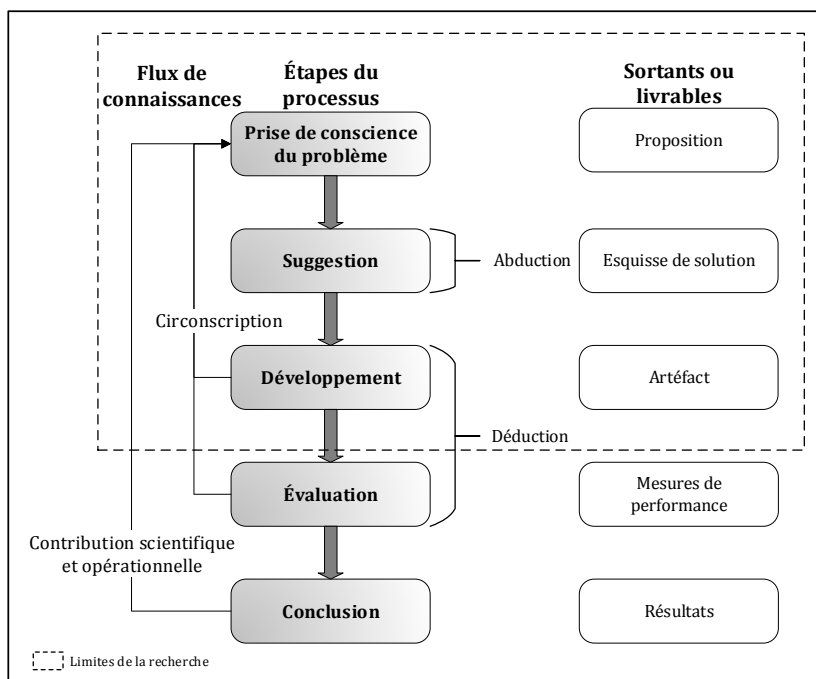 Flux de
connaissances
Étapes du
processus
Sortants ou
livrables
Prise de conscience
du problème
Proposition
Suggestion
Abduction
Esquisse de solution
Circonscription
Développement
Artéfact
Déduction
Évaluation
Mesures de
performance
Contribution scientifique
et opérationnelle
Conclusion
Résultats
Limites de la recherche